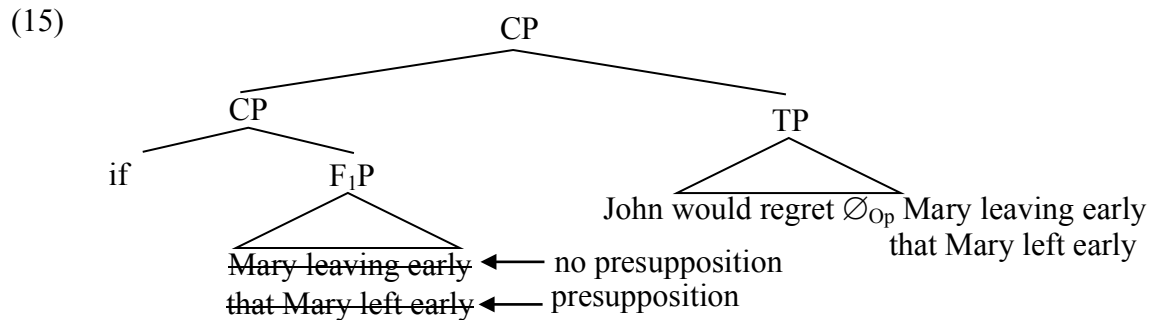 (15)
CP
CP
TP
if
F₁P
John would regret ∅Op Mary leaving early
that Mary left early
Mary leaving early
no presupposition
that Mary left early
presupposition